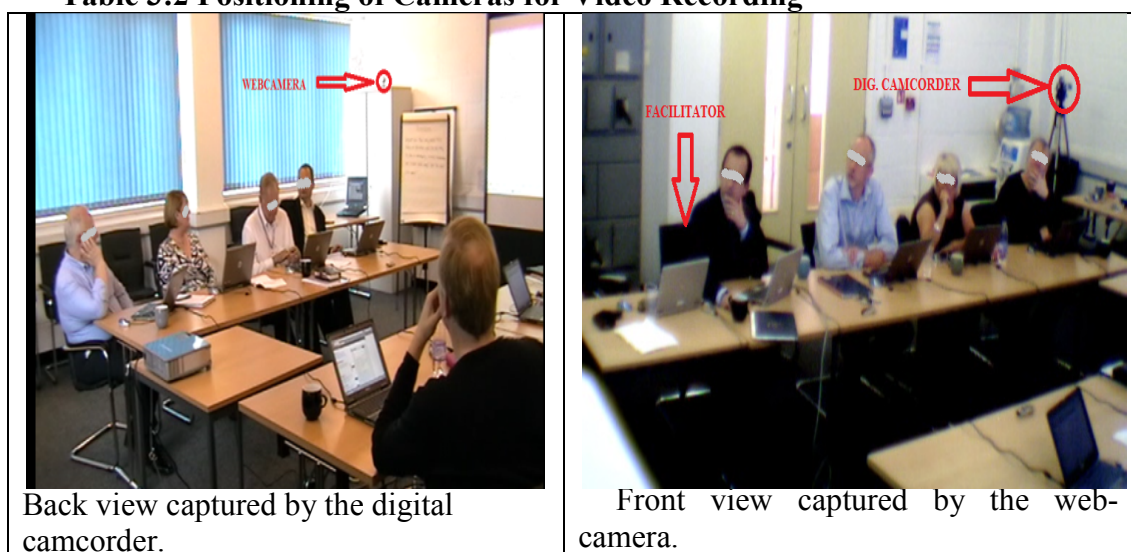 Table 3.2 Positioning of Cameras for Video Recording
WEBCAMERA
Back view captured by the digital
camcorder.
DIG. CAMCORDER
FACILITATOR
Front view captured by the web-
camera.